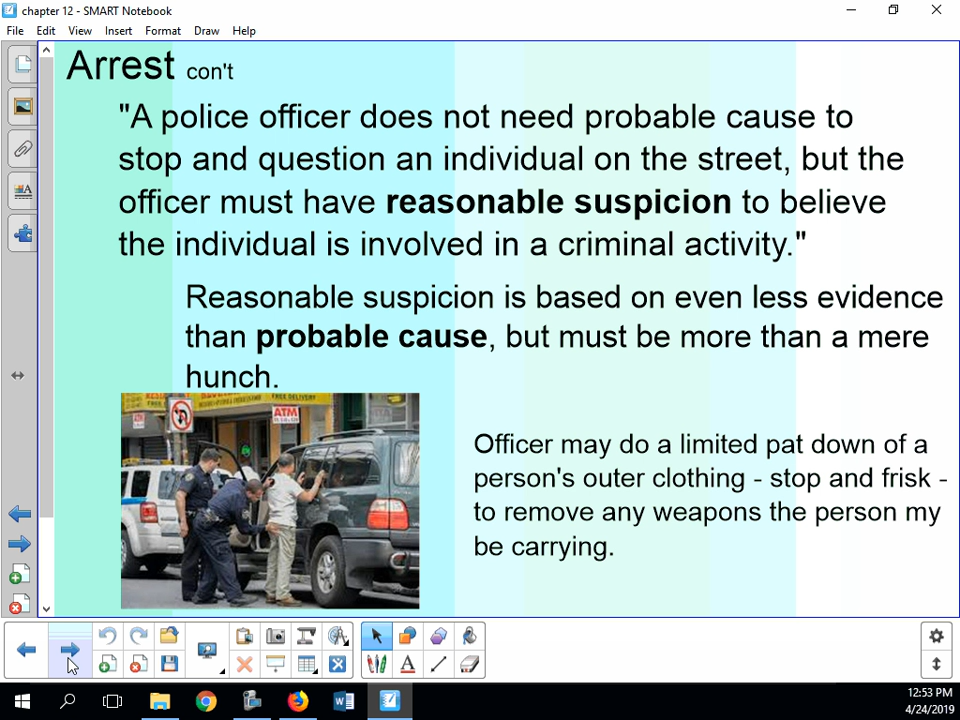 chapter 12 - SMART Notebook
File Edit View Insert Format Draw Help
Arrest con't
"A police officer does not need probable cause to
stop and question an individual on the street, but the
officer must have reasonable suspicion to believe
the individual is involved in a criminal activity."
Reasonable suspicion is based on even less evidence
than probable cause, but must be more than a mere
hunch.
FREE DELIVERY
ATM
ATM
Officer may do a limited pat down of a
person's outer clothing - stop and frisk -
to remove any weapons the person my
be carrying.
12:53 PM
4/24/2019